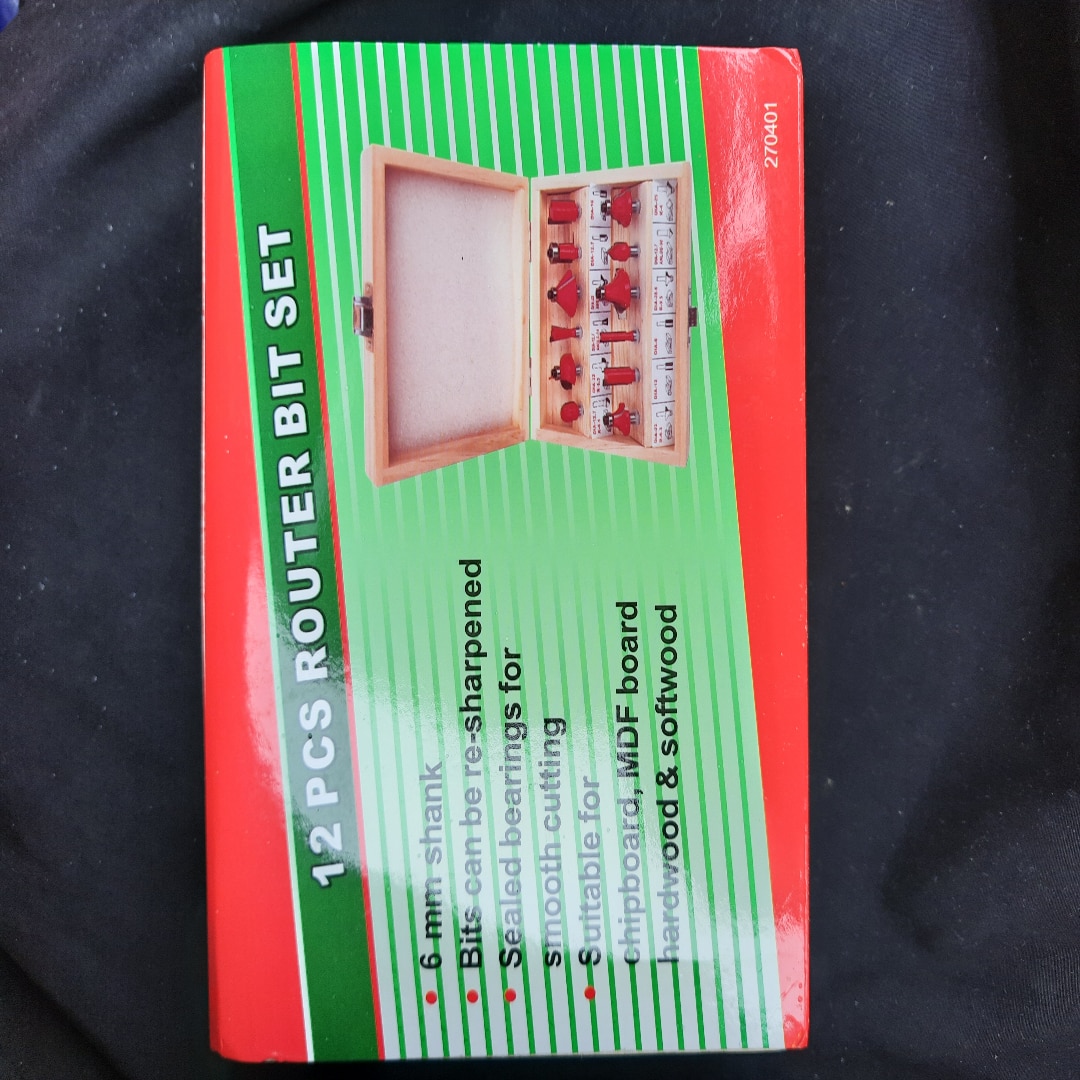 12 PCS ROUTER BIT SET
6 mm shank
Bits can be re-sharpened
Sealed bearings for
smooth cutting
Suitable for
chipboard, MDF board
hardwood & softwood
270401